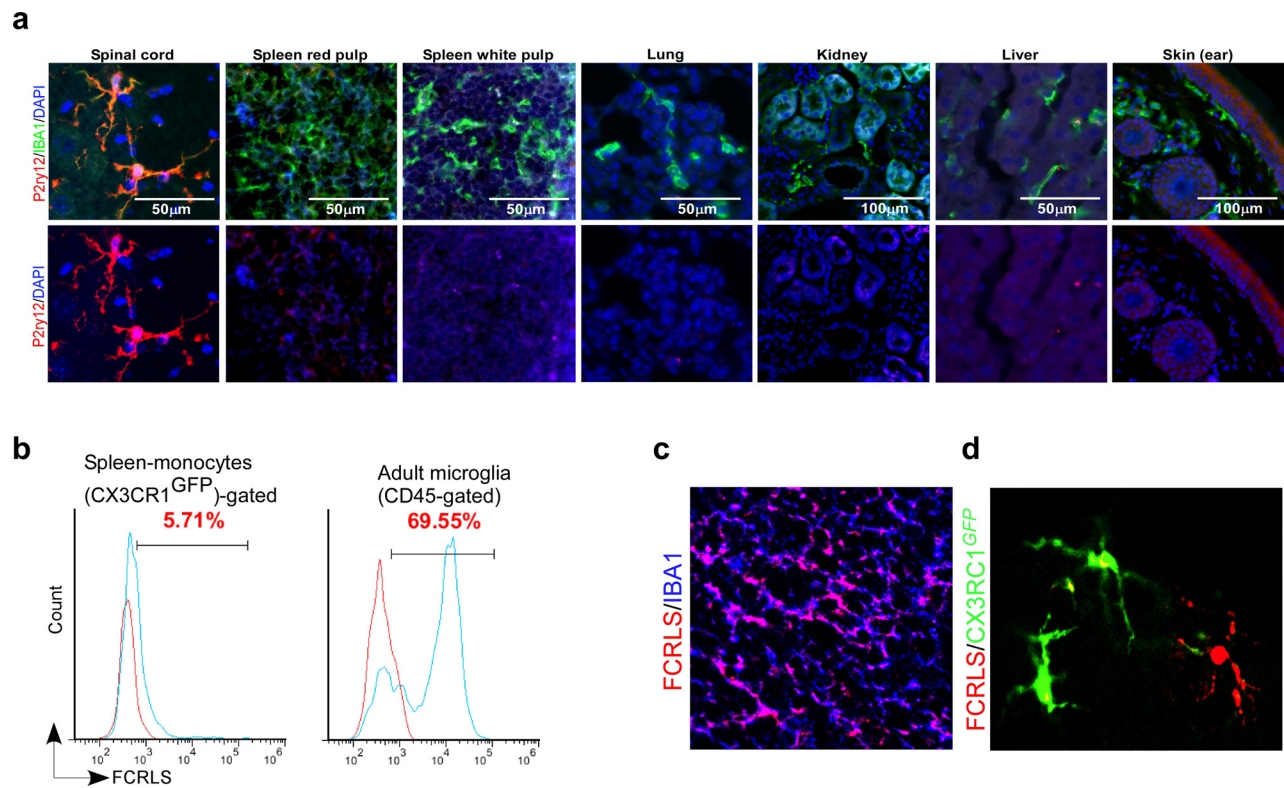 a
Spinal cord
Spleen red pulp
Spleen white pulp
Lung
Kidney
Liver
Skin (ear)
P2ry12/IBA1/DAPI
50μm
50μm
50μm
50μm
100μm
50μm
100μm
P2ry12/DAPI
b
Spleen-monocytes
(CX3CR1GFP)-gated
5.71%
Adult microglia
(CD45-gated)
69.55%
Count
10² 10³ 10⁴ 10⁵ 10⁶
10² 10³ 10⁴ 10⁵ 10⁶
FCRLS
c
FCRLS/IBA1
d
FCRLS/CX3RC1GFP